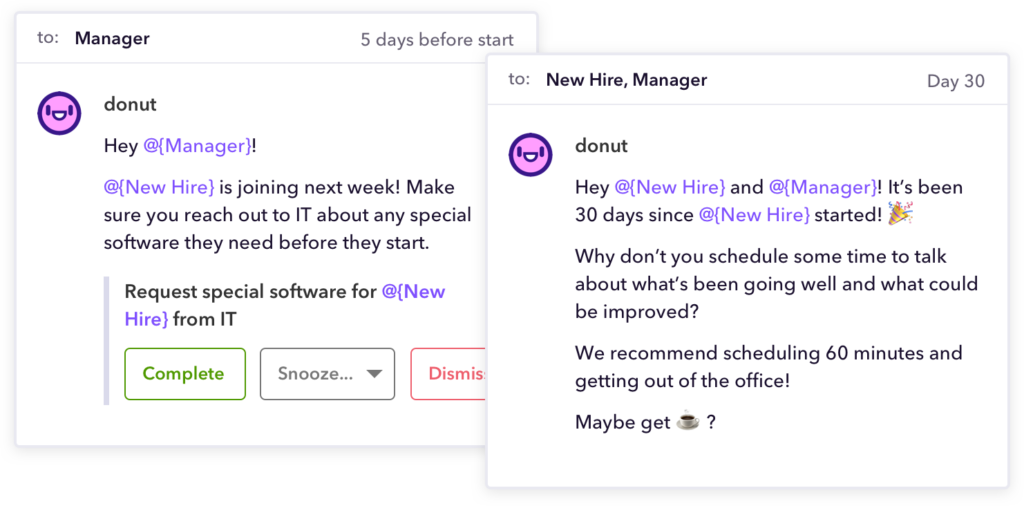 to: Manager 5 days before start
donut
Hey @{Manager}!
@{New Hire} is joining next week! Make
sure you reach out to IT about any special
software they need before they start.
Request special software for @{New
Hire} from IT
Complete Snooze... Dismis
to: New Hire, Manager Day 30
donut
Hey @{New Hire} and @{Manager}! It’s been
30 days since @{New Hire} started! 🎉
Why don’t you schedule some time to talk
about what’s been going well and what could
be improved?
We recommend scheduling 60 minutes and
getting out of the office!
Maybe get ☕ ?